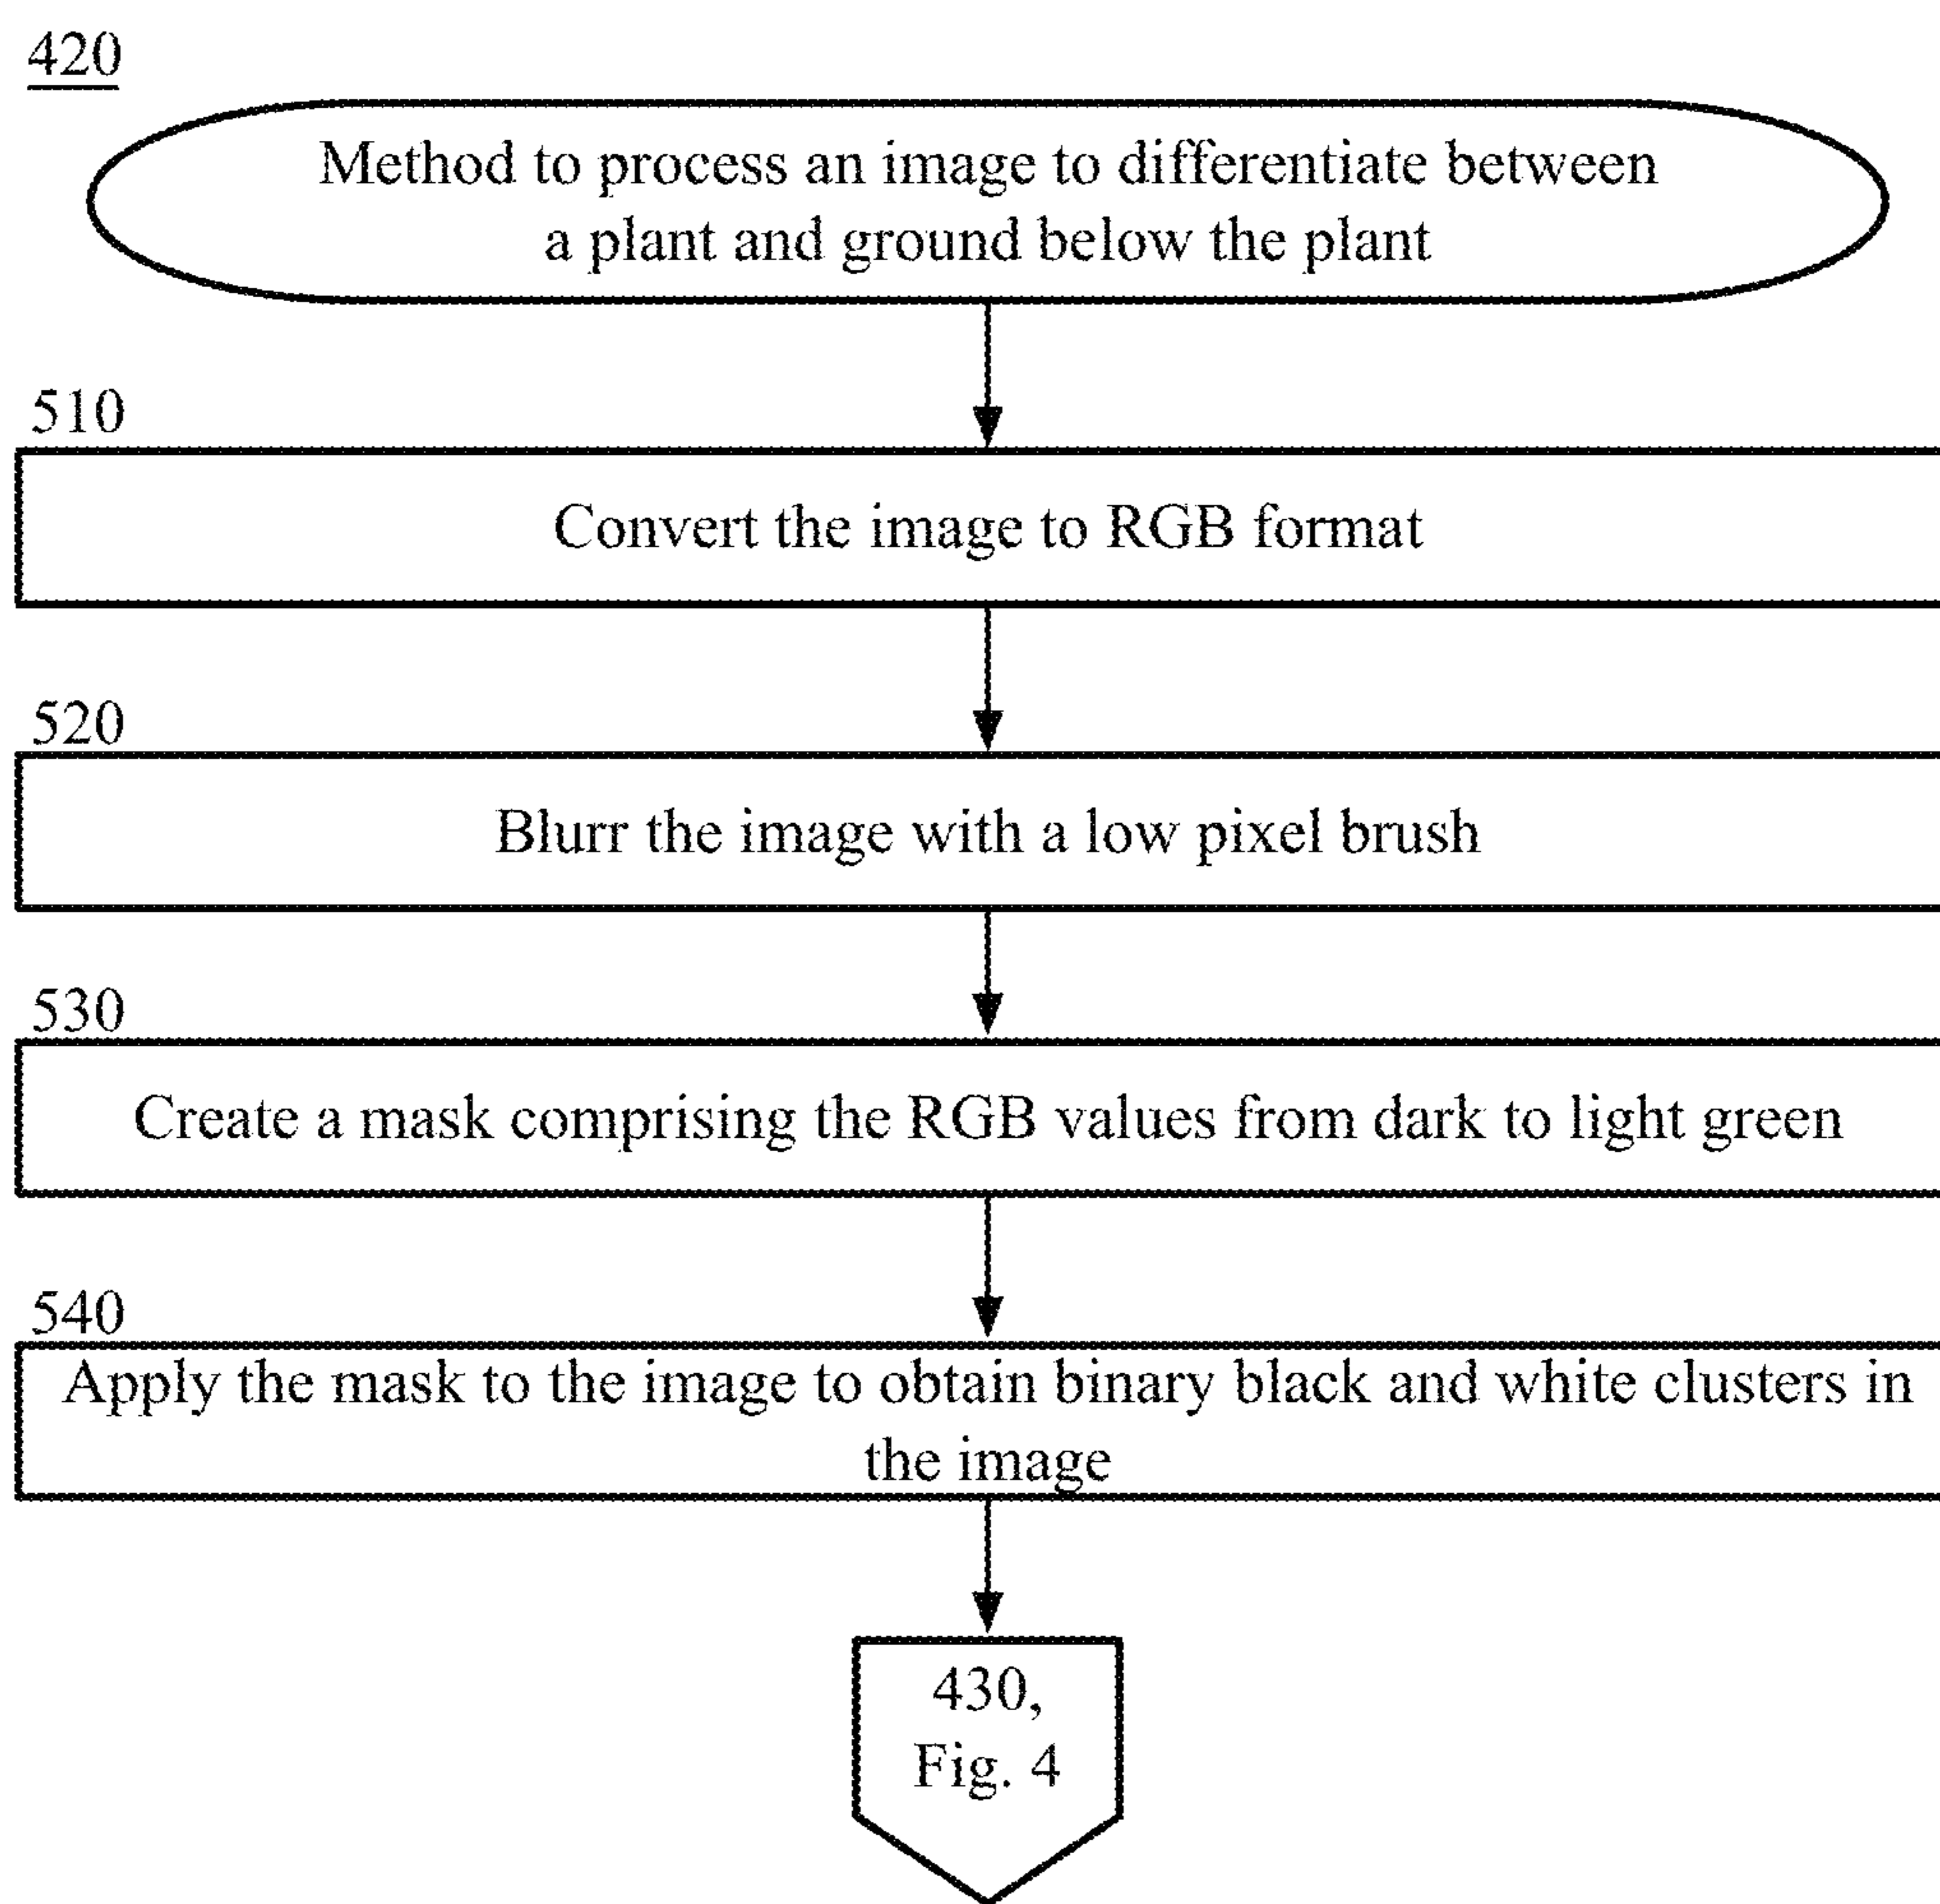 420
Method to process an image to differentiate between
a plant and ground below the plant
510
Convert the image to RGB format
520
Blurr the image with a low pixel brush
530
Create a mask comprising the RGB values from dark to light green
540
Apply the mask to the image to obtain binary black and white clusters in
the image
430,
Fig. 4